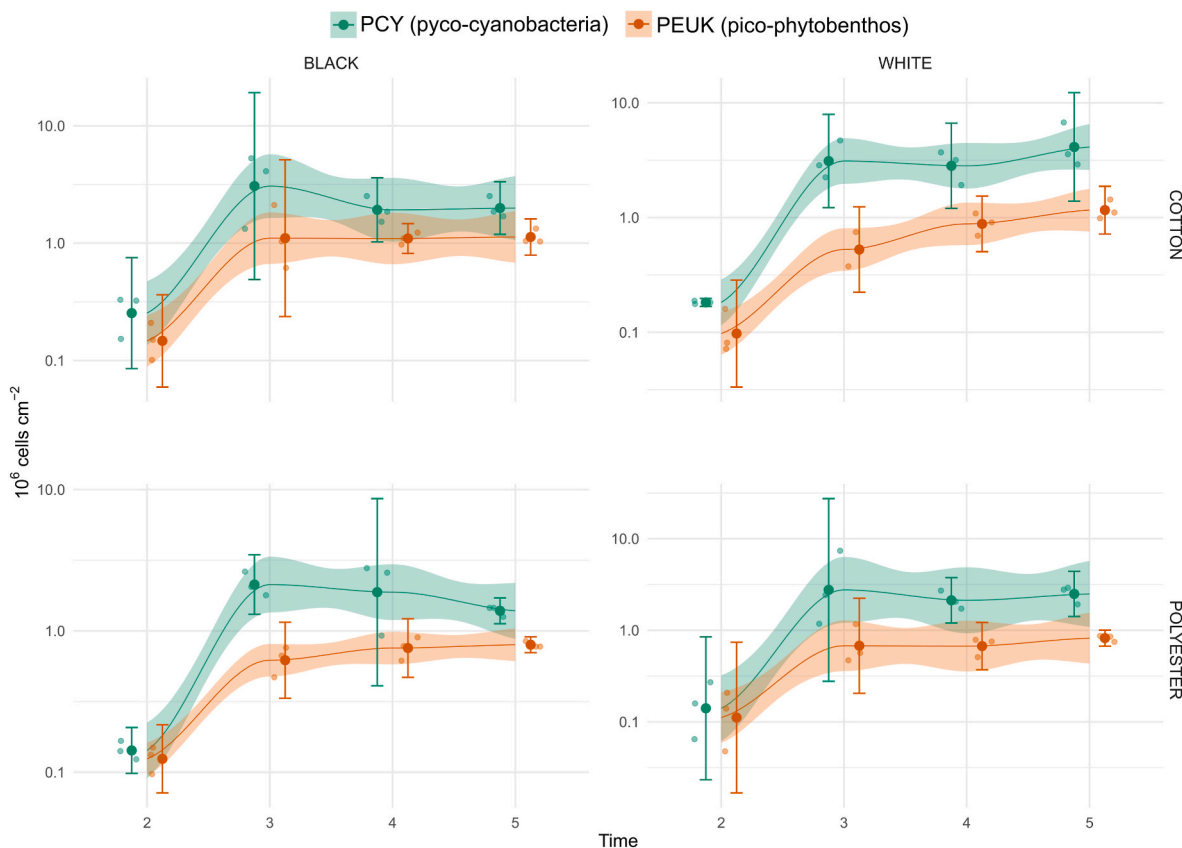 PCY (pyco-cyanobacteria) PEUK (pico-phytobenthos)
BLACK WHITE
10.0
1.0
0.1
10.0
1.0
0.1
COTTON
10⁶ cells cm⁻²
10.0
1.0
0.1
10.0
1.0
0.1
POLYESTER
2 3 4 5 2 3 4 5
Time